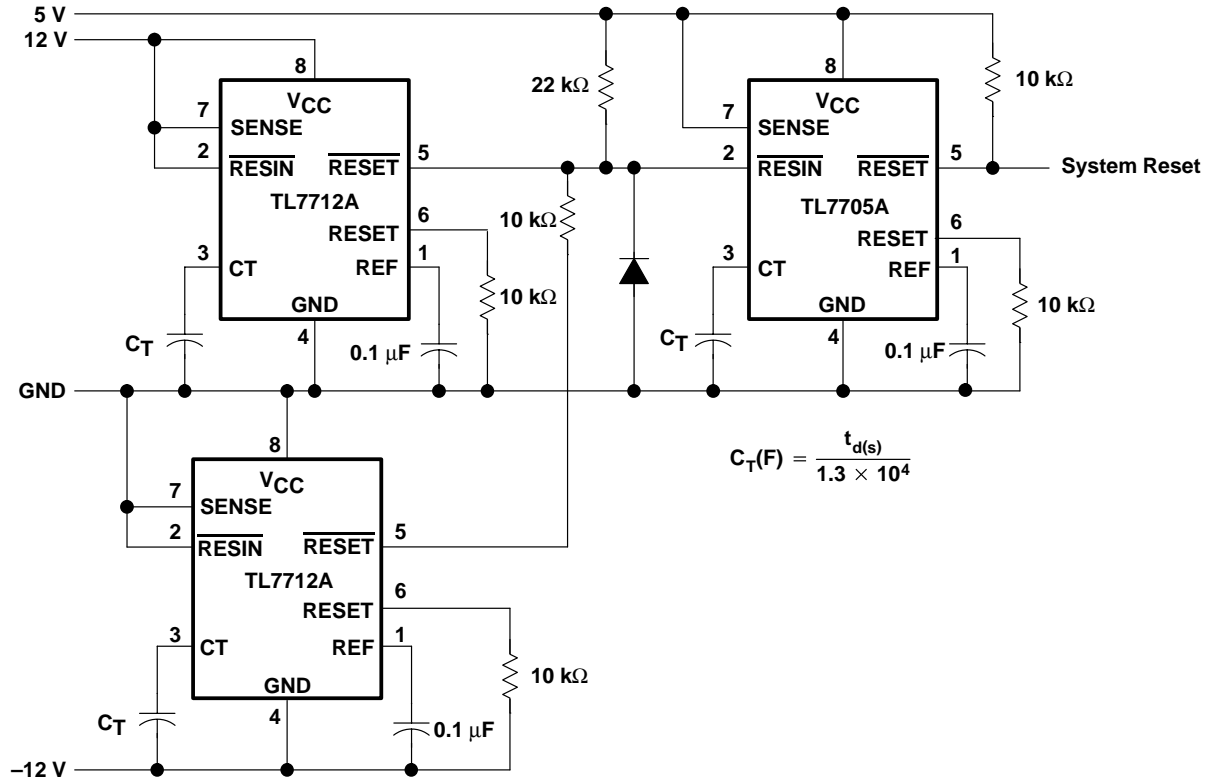 5 V
12 V
8
VCC
7
SENSE
2
RESIN
RESET
5
TL7712A
6
RESET
3
CT
REF
1
GND
4
CT
0.1 μF
10 kΩ
10 kΩ
22 kΩ
8
VCC
7
SENSE
2
RESIN
RESET
5
TL7705A
6
RESET
3
CT
REF
1
GND
4
CT
0.1 μF
10 kΩ
10 kΩ
System Reset
GND
8
VCC
7
SENSE
2
RESIN
RESET
5
TL7712A
6
RESET
3
CT
REF
1
GND
4
CT
0.1 μF
10 kΩ
–12 V
CT(F) = td(s) / 1.3 × 10⁴